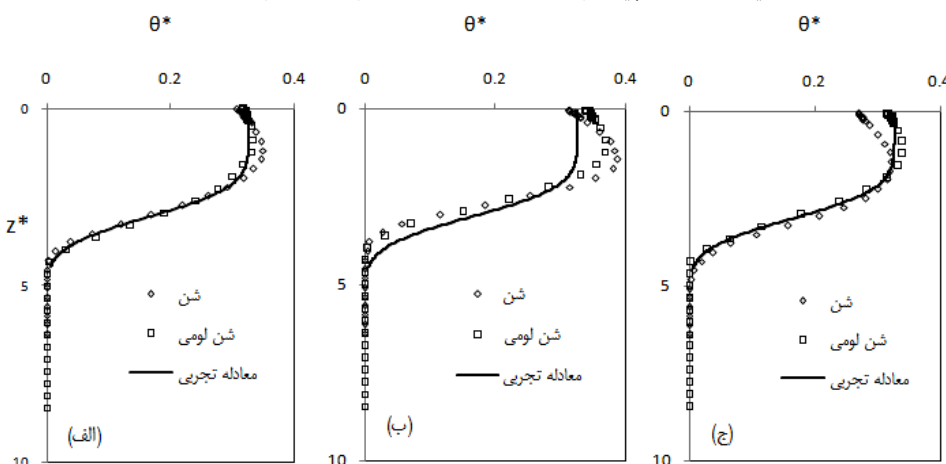 θ*
0 0.2 0.4
0
5
10
z*
شن
شن لومی
معادله تجربی
(الف)
θ*
0 0.2 0.4
0
5
10
شن
شن لومی
معادله تجربی
(ب)
θ*
0 0.2 0.4
0
5
10
شن
شن لومی
معادله تجربی
(ج)